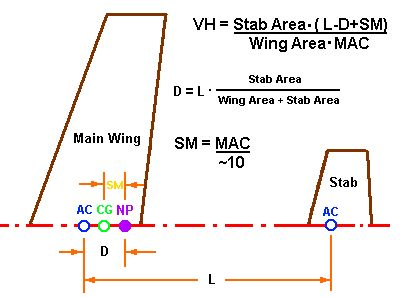 VH = Stab Area·( L-D+SM)
Wing Area · MAC
D = L · Stab Area
Wing Area + Stab Area
Main Wing
SM = MAC
~10
SM
Stab
AC CG NP
AC
D
L